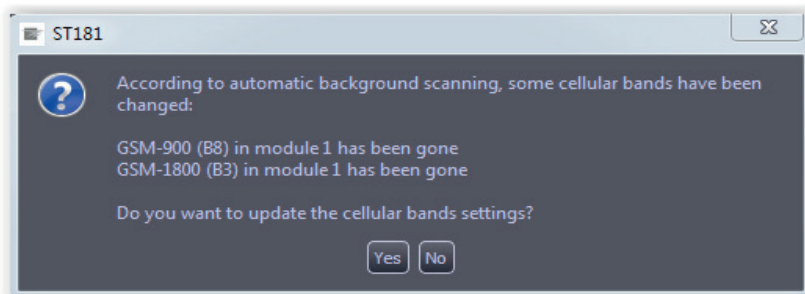 ST181
According to automatic background scanning, some cellular bands have been
changed:
GSM-900 (B8) in module 1 has been gone
GSM-1800 (B3) in module 1 has been gone
Do you want to update the cellular bands settings?
Yes No